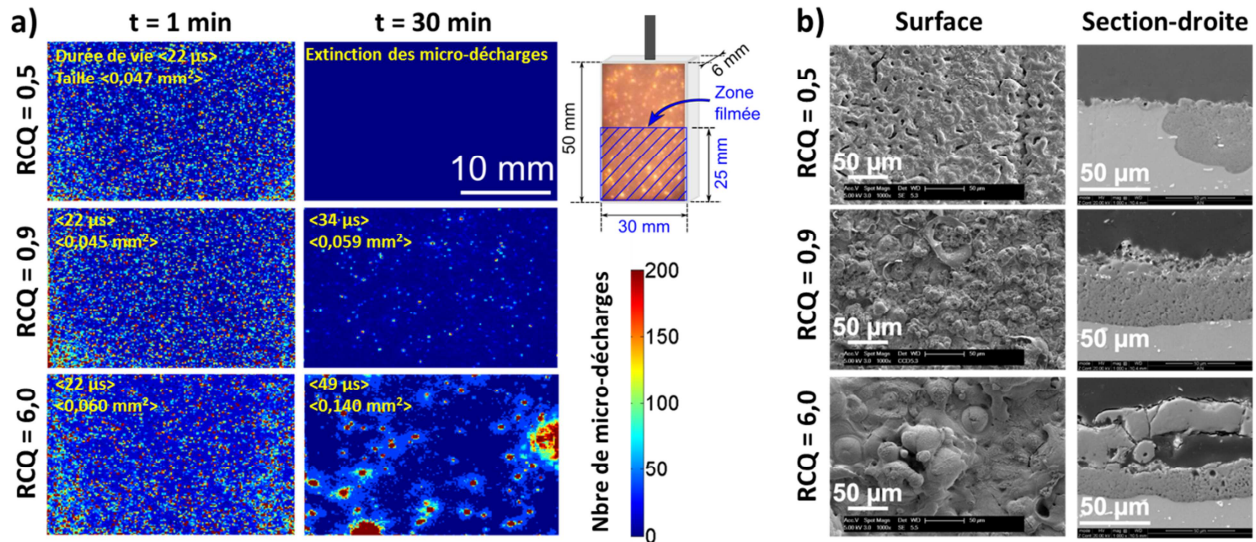 a)
t = 1 min
t = 30 min
RCQ = 0,5
Durée de vie <22 µs>
Taille <0,047 mm²>
Extinction des micro-décharges
10 mm
RCQ = 0,9
<22 µs>
<0,045 mm²>
<34 µs>
<0,059 mm²>
RCQ = 6,0
<22 µs>
<0,060 mm²>
<49 µs>
<0,140 mm²>
6 mm
Zone
filmée
50 mm
25 mm
30 mm
Nbre de micro-décharges
200
150
100
50
0
b)
Surface
Section-droite
RCQ = 0,5
50 µm
50 µm
RCQ = 0,9
50 µm
50 µm
RCQ = 6,0
50 µm
50 µm